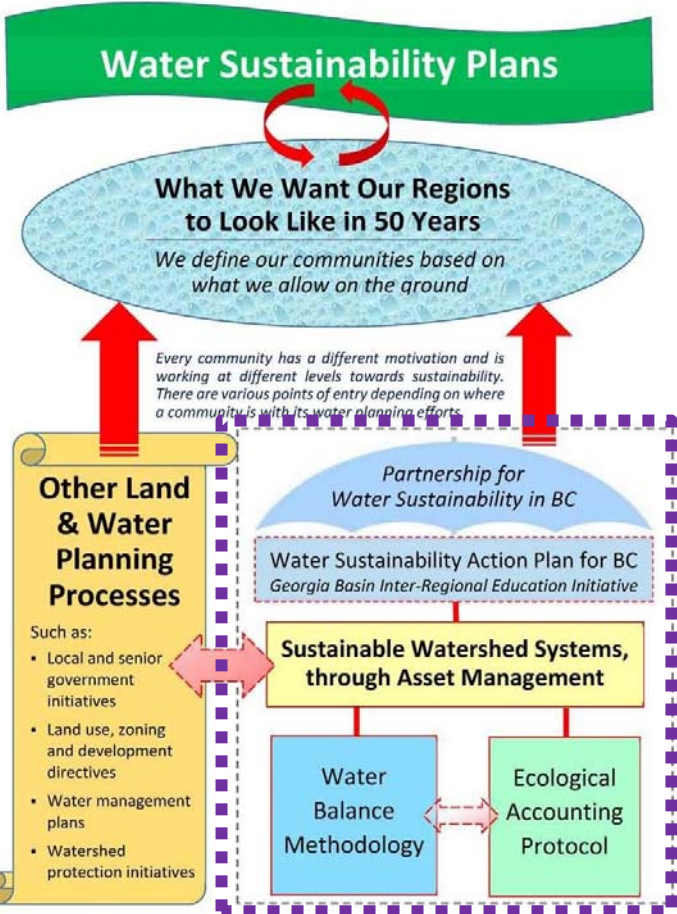 Water Sustainability Plans
What We Want Our Regions
to Look Like in 50 Years
We define our communities based on
what we allow on the ground
Every community has a different motivation and is
working at different levels towards sustainability.
There are various points of entry depending on where
a community is with its water planning efforts.
Other Land
& Water
Planning
Processes
Such as:
▪ Local and senior
government
initiatives
▪ Land use, zoning
and development
directives
▪ Water management
plans
▪ Watershed
protection initiatives
Partnership for
Water Sustainability in BC
Water Sustainability Action Plan for BC
Georgia Basin Inter-Regional Education Initiative
Sustainable Watershed Systems,
through Asset Management
Water
Balance
Methodology
Ecological
Accounting
Protocol